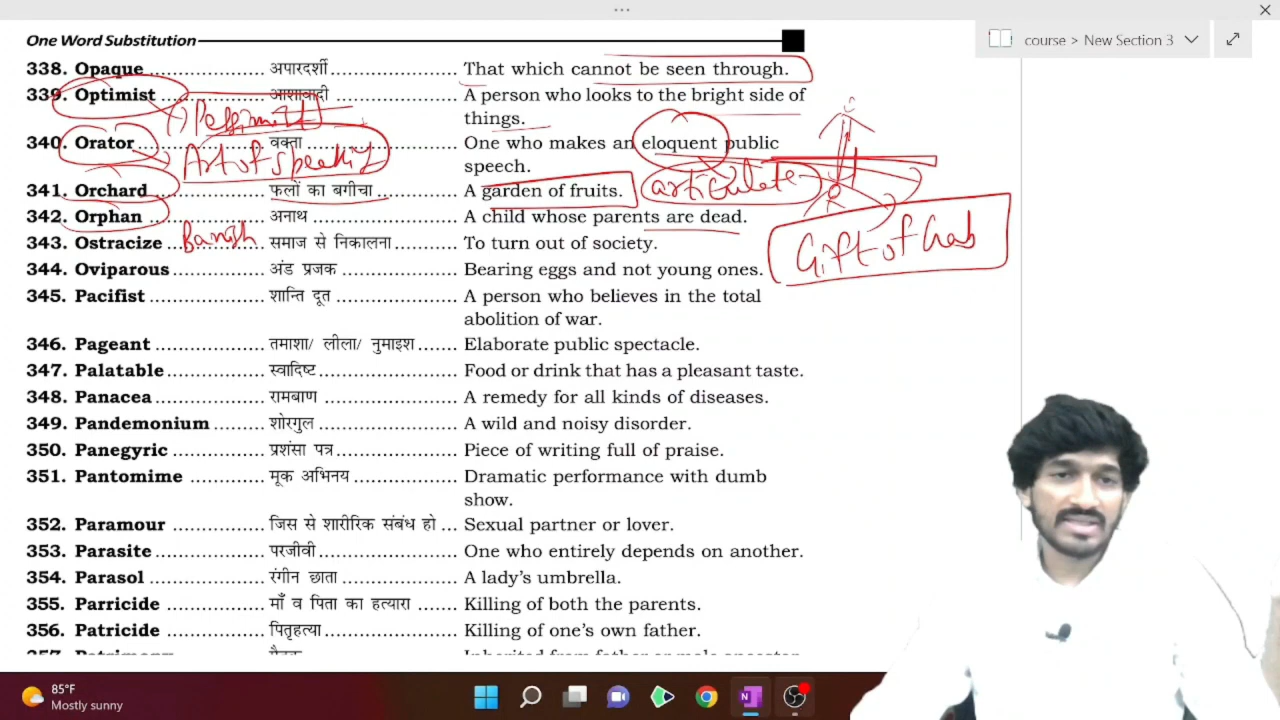 course > New Section 3
One Word Substitution
338. Opaque .................. अपारदर्शी ..................... That which cannot be seen through.
339. Optimist ................. आशावादी .................... A person who looks to the bright side of
things.
(x) Pessimist
340. Orator .................... वक्ता ......................... One who makes an eloquent public
speech.
Art of speaking
341. Orchard .................. फलों का बगीचा .............. A garden of fruits.
articulate
342. Orphan ................... अनाथ ........................ A child whose parents are dead.
Gift of Gab
343. Ostracize ................ समाज से निकालना ........... To turn out of society.
Banish
344. Oviparous ................ अंड प्रजक .................... Bearing eggs and not young ones.
345. Pacifist .................... शान्ति दूत ..................... A person who believes in the total
abolition of war.
346. Pageant ................... तमाशा/ लीला/ नुमाइश ....... Elaborate public spectacle.
347. Palatable ................. स्वादिष्ट ...................... Food or drink that has a pleasant taste.
348. Panacea ................... रामबाण ...................... A remedy for all kinds of diseases.
349. Pandemonium ......... शोरगुल ...................... A wild and noisy disorder.
350. Panegyric ................ प्रशंसा पत्र ................... Piece of writing full of praise.
351. Pantomime ............. मूक अभिनय ................. Dramatic performance with dumb
show.
352. Paramour ................ जिस से शारीरिक संबंध हो ... Sexual partner or lover.
353. Parasite ................... परजीवी ....................... One who entirely depends on another.
354. Parasol .................... रंगीन छाता .................. A lady's umbrella.
355. Parricide ................. माँ व पिता का हत्यारा ....... Killing of both the parents.
356. Patricide ................. पितृहत्या ...................... Killing of one's own father.
85°F
Mostly sunny